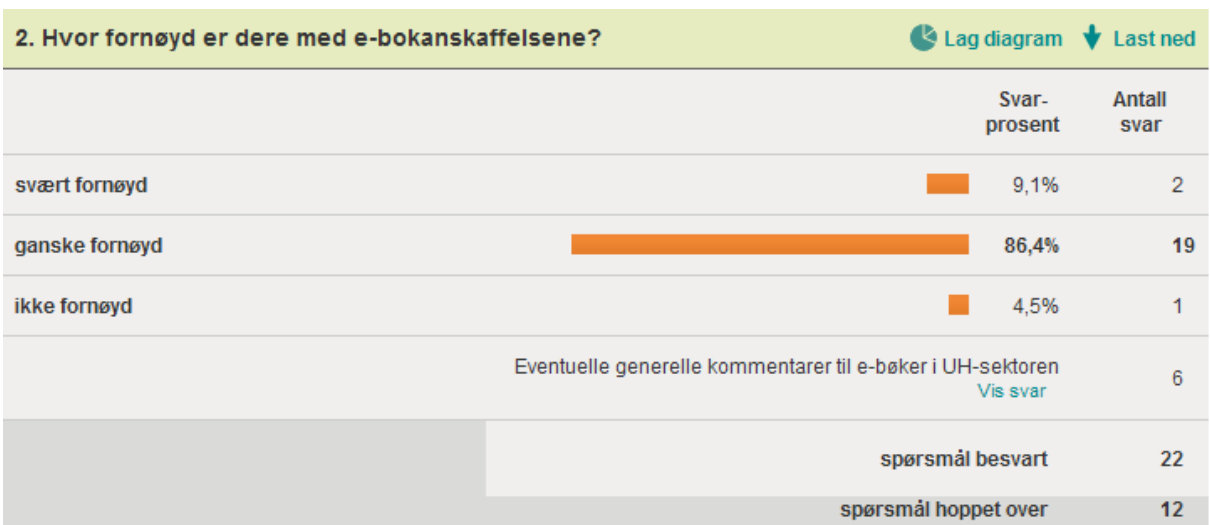 2. Hvor fornøyd er dere med e-bokanskaffelsene? Lag diagram Last ned
Svar-
prosent
Antall
svar
svært fornøyd 9,1% 2
ganske fornøyd 86,4% 19
ikke fornøyd 4,5% 1
Eventuelle generelle kommentarer til e-bøker i UH-sektoren 6
Vis svar
spørsmål besvart 22
spørsmål hoppet over 12